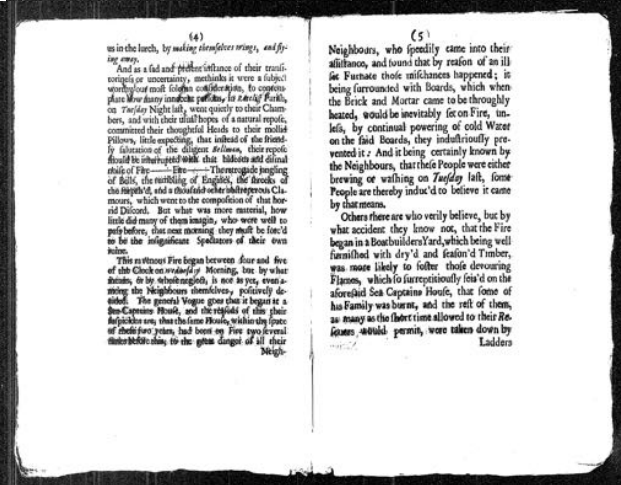 (4)
us in the lurch, by making themselves wings, and fly-
ing away.
And as a sad and present instance of their transi-
toriness or uncertainty, methinks it were a subject
worthy our most solemn consideration, to contem-
plate how many innocent persons, in Ratcliff Parish,
on Tuesday Night last, went quietly to their Cham-
bers, and with their usual hopes of a natural repose,
committed their thoughtful Heads to their mollid
Pillows, little expecting, that instead of the friend-
ly salutation of the diligent Bellman, their repose
should be interrupted with that hideous and dismal
noise of Fire —— Fire —— The retrograde jangling
of Bells, the rumbling of Engines, the shrieks of
the Surpriz'd, and a thousand other obstreperous Cla-
mours, which went to the composition of that hor-
rid Discord. But what was more material, how
little did many of them imagin, who were well to
pass before, that next morning they must be forc'd
to be the insignificant Spectators of their own
ruine.
This ravenous Fire began between four and five
of the Clock on wednesday Morning, but by what
means, or by whose neglect, is not as yet, even a-
mong the Neighbours themselves, positively de-
cided. The general Vogue goes that it began at a
Sea-Captains House, and the reasons of this their
suspicion are, that the same House, within the space
of these two years, had been on Fire two several
times before this, to the great danger of all their
Neigh-
(5)
Neighbours, who speedily came into their
assistance, and found that by reason of an ill
set Furnace those mischances happened; it
being surrounded with Boards, which when
the Brick and Mortar came to be throughly
heated, would be inevitably set on Fire, un-
less, by continual powering of cold Water
on the said Boards, they industriously pre-
vented it: And it being certainly known by
the Neighbours, that these People were either
brewing or washing on Tuesday last, some
People are thereby induc'd to believe it came
by that means.
Others there are who verily believe, but by
what accident they know not, that the Fire
began in a Boatbuilders Yard, which being well
furnished with dry'd and season'd Timber,
was more likely to foster those devouring
Flames, which so surreptitiously seis'd on the
aforesaid Sea Captains House, that some of
his Family was burnt, and the rest of them,
as many as the short time allowed to their Re-
scuers would permit, were taken down by
Ladders